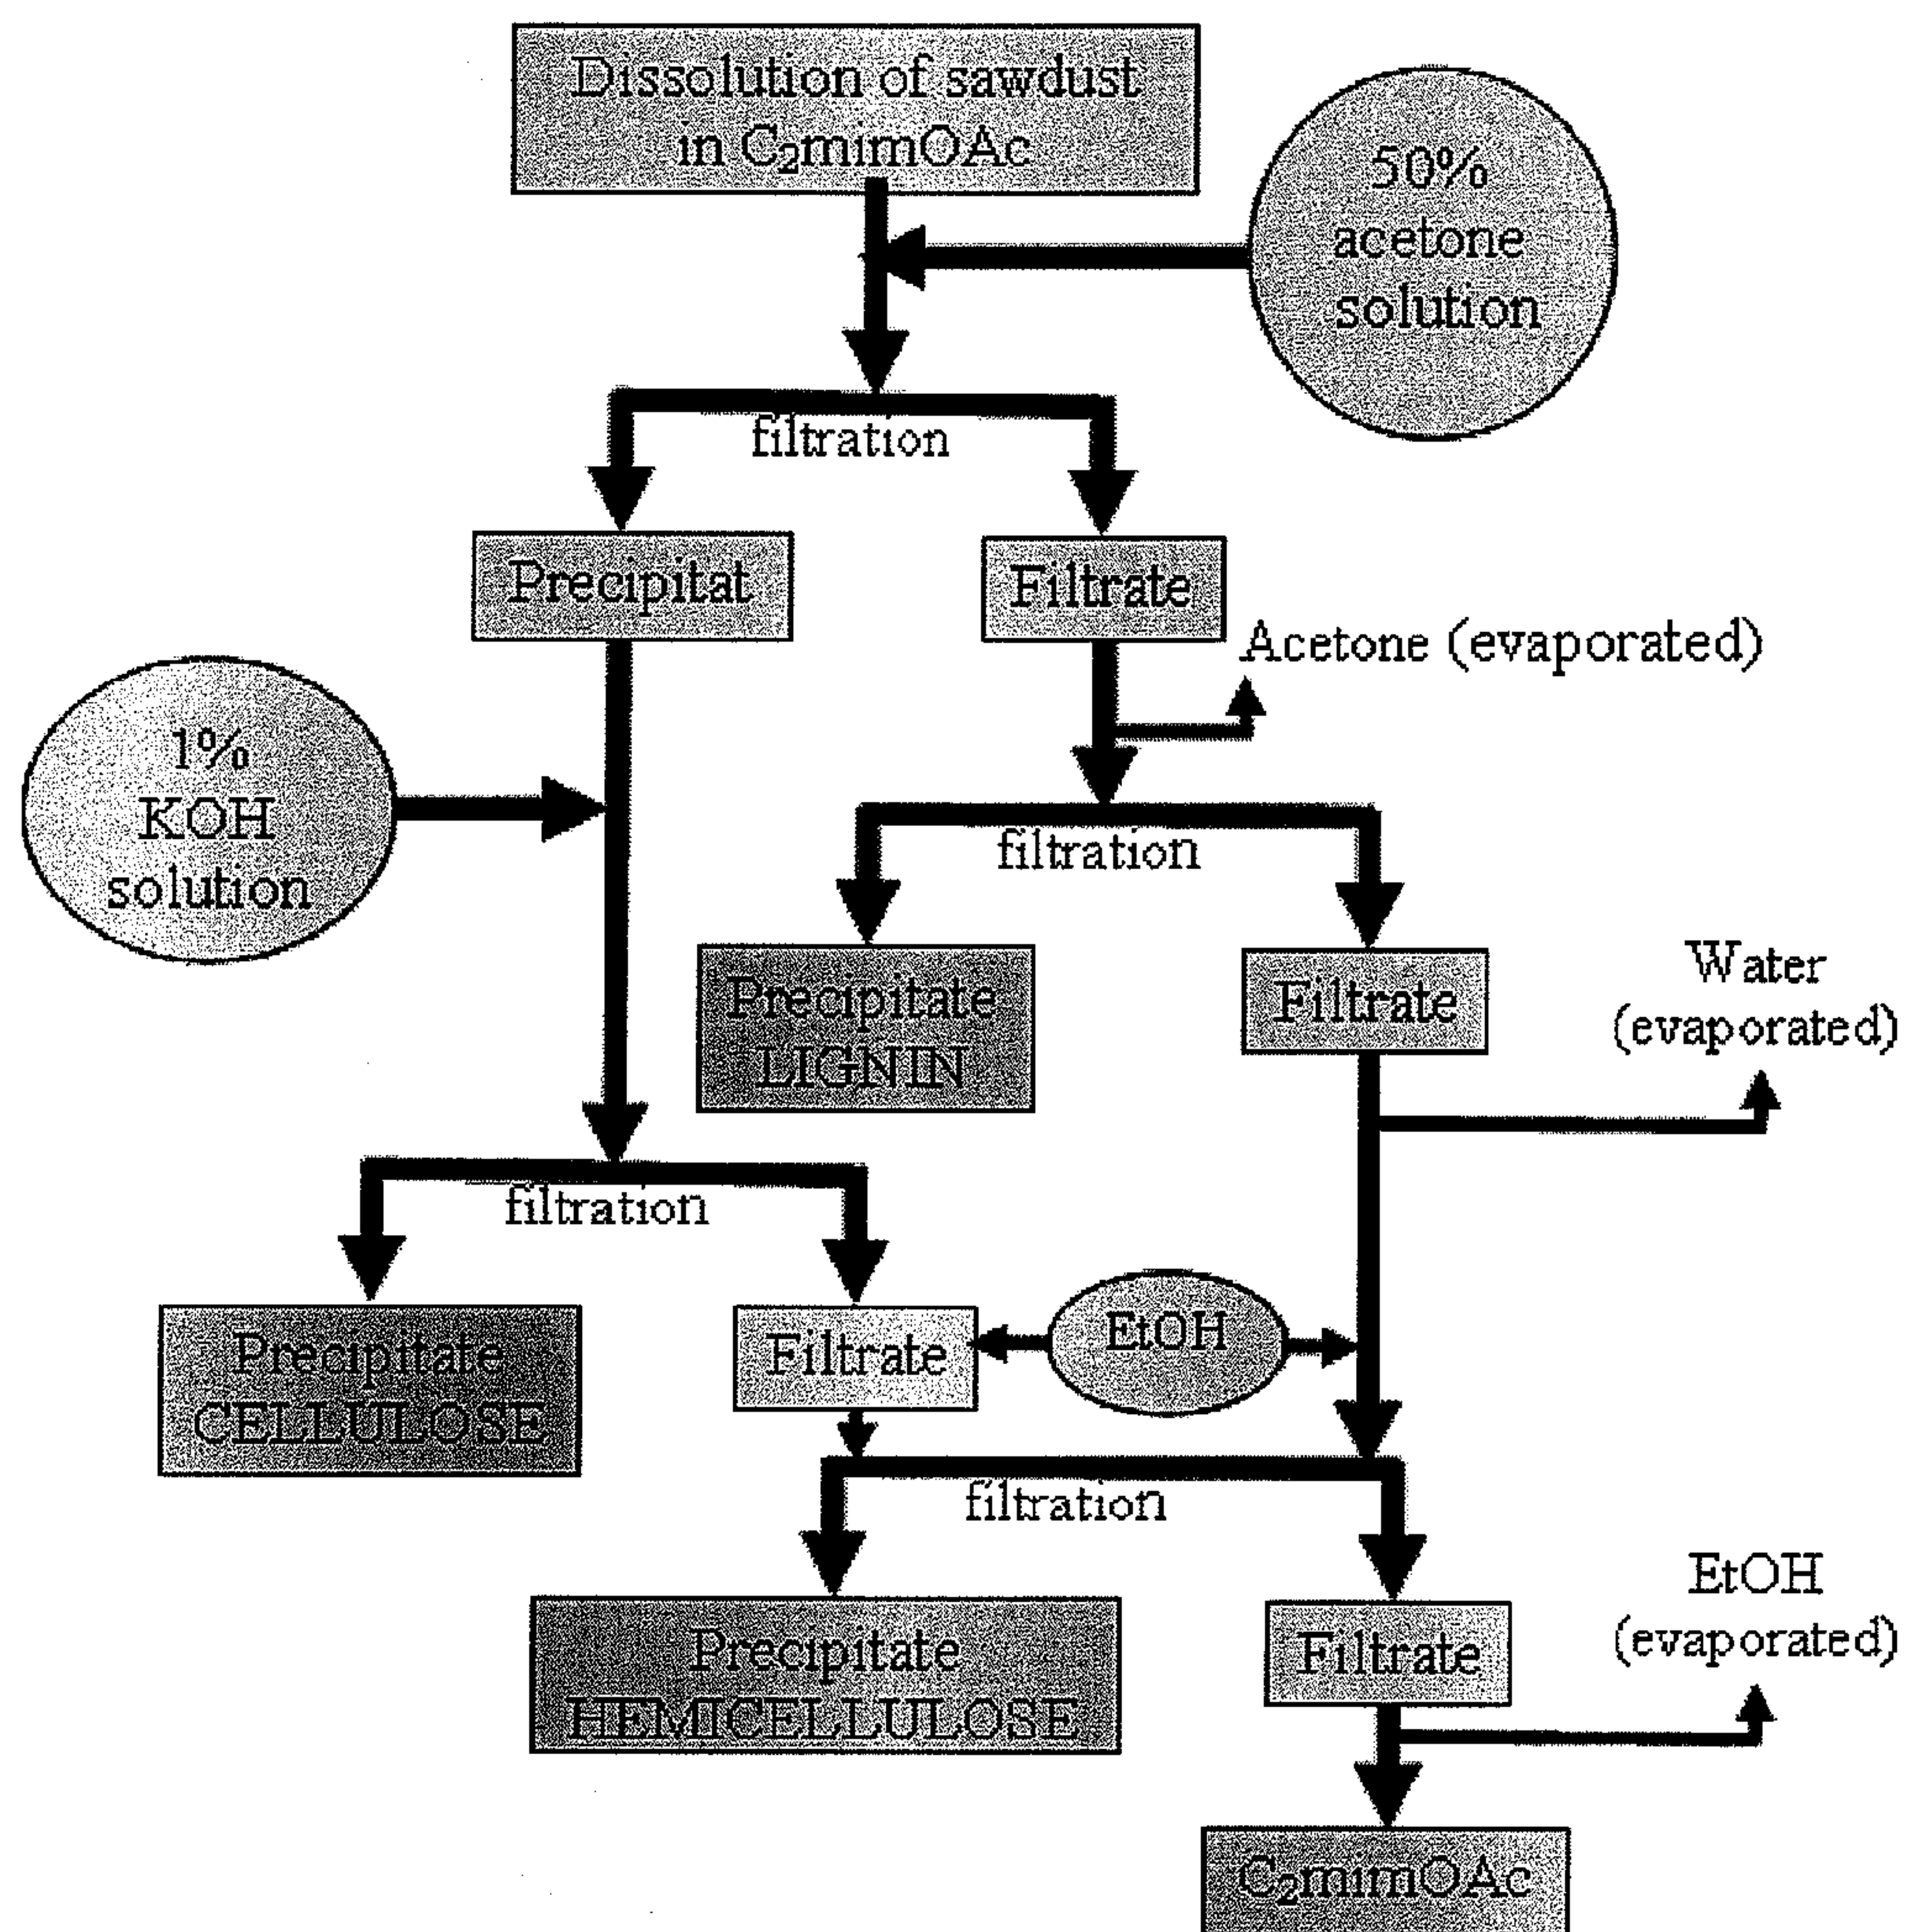 Dissolution of sawdust
in C₂mimOAc
50%
acetone
solution
filtration
Precipitat
Filtrate
Acetone (evaporated)
1%
KOH
solution
filtration
Precipitate
LIGNIN
Filtrate
Water
(evaporated)
filtration
Precipitate
CELLULOSE
Filtrate
EtOH
filtration
Precipitate
HEMICELLULOSE
Filtrate
EtOH
(evaporated)
C₂mimOAc